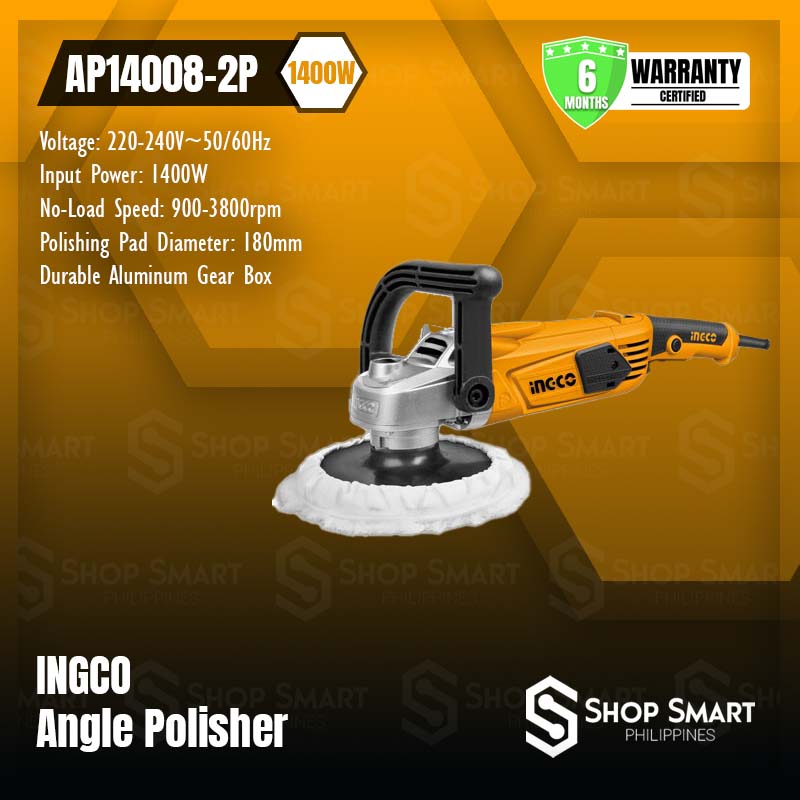 AP14008-2P
1400W
6
MONTHS
WARRANTY
CERTIFIED
Voltage: 220-240V~50/60Hz
Input Power: 1400W
No-Load Speed: 900-3800rpm
Polishing Pad Diameter: 180mm
Durable Aluminum Gear Box
INGCO
INGCO
INGCO
INGCO
Angle Polisher
SHOP SMART
PHILIPPINES